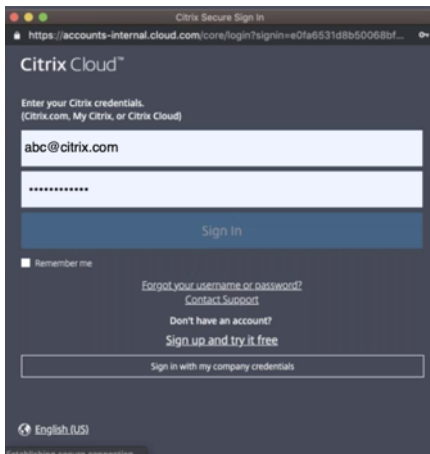 Citrix Secure Sign In
https://accounts-internal.cloud.com/core/login?signin=e0fa6531d8b50068bf...
Citrix Cloud™
Enter your Citrix credentials.
(Citrix.com, My Citrix, or Citrix Cloud)
abc@citrix.com
••••••••••••
Sign In
Remember me
Forgot your username or password?
Contact Support
Don't have an account?
Sign up and try it free
Sign in with my company credentials
English (US)
Establishing secure connection...